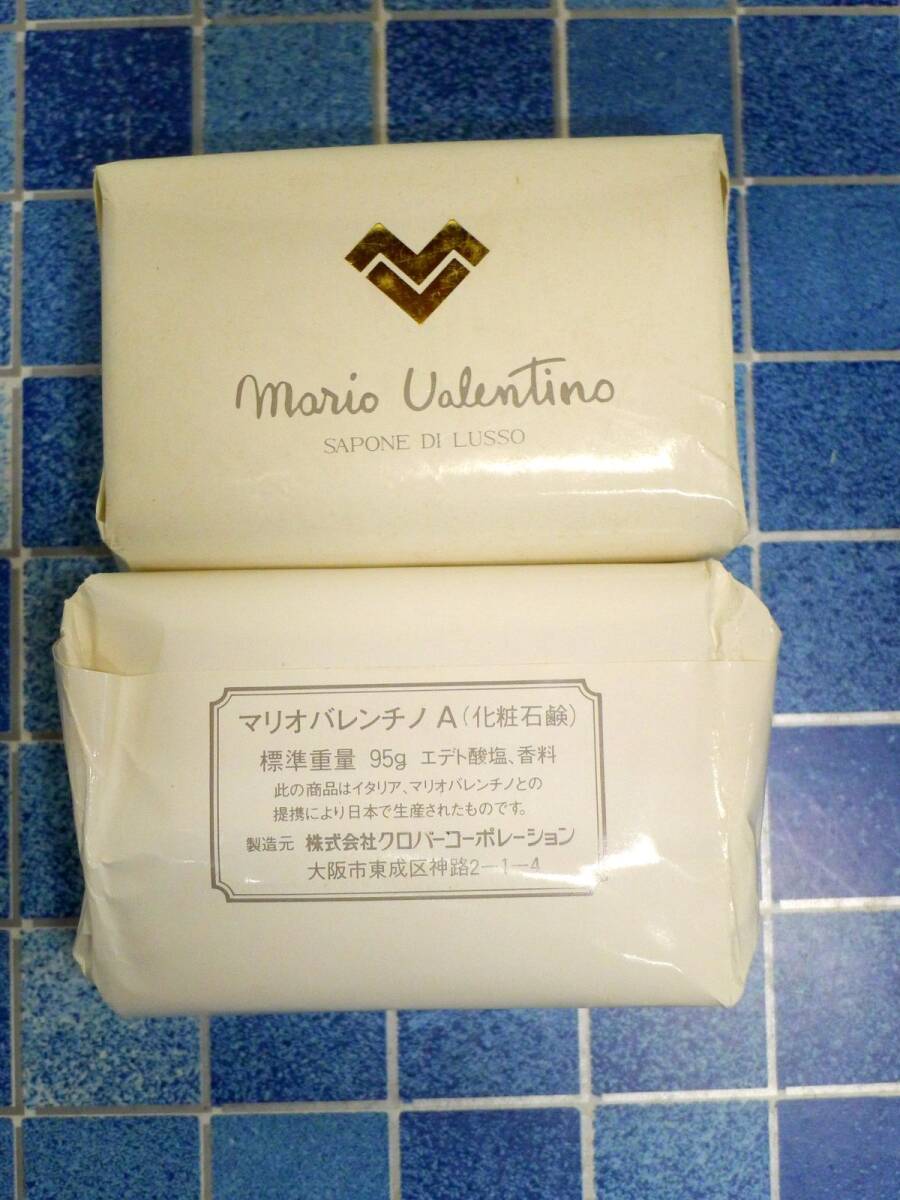 Mario Valentino
SAPONE DI LUSSO
マリオバレンチノ A(化粧石鹸)
標準重量 95g エデト酸塩、香料
此の商品はイタリア、マリオバレンチノとの
提携により日本で生産されたものです。
製造元 株式会社クロバーコーポレーション
大阪市東成区神路2-1-4